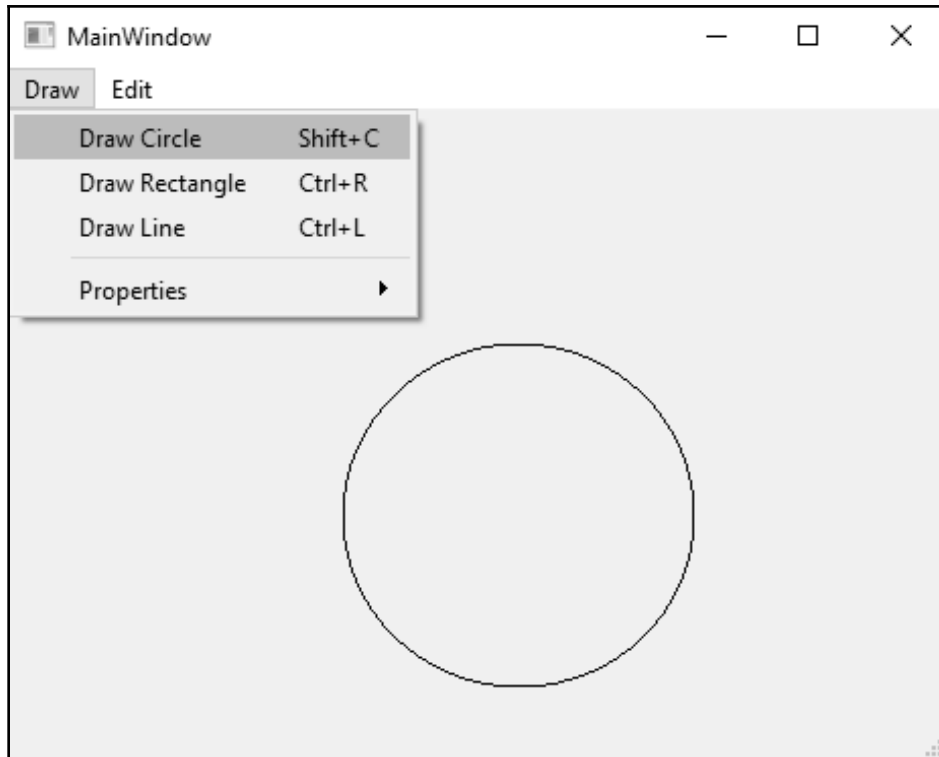 MainWindow
Draw Edit
Draw Circle Shift+C
Draw Rectangle Ctrl+R
Draw Line Ctrl+L
Properties